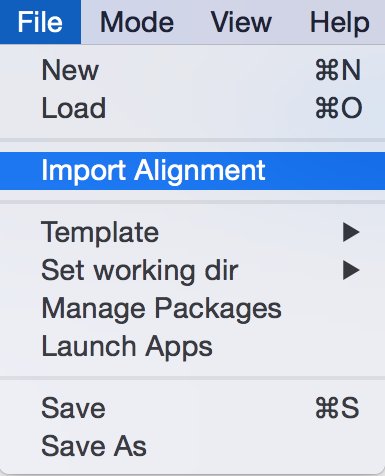 File Mode View Help
New ⌘N
Load ⌘O
Import Alignment
Template ▶
Set working dir ▶
Manage Packages
Launch Apps
Save ⌘S
Save As